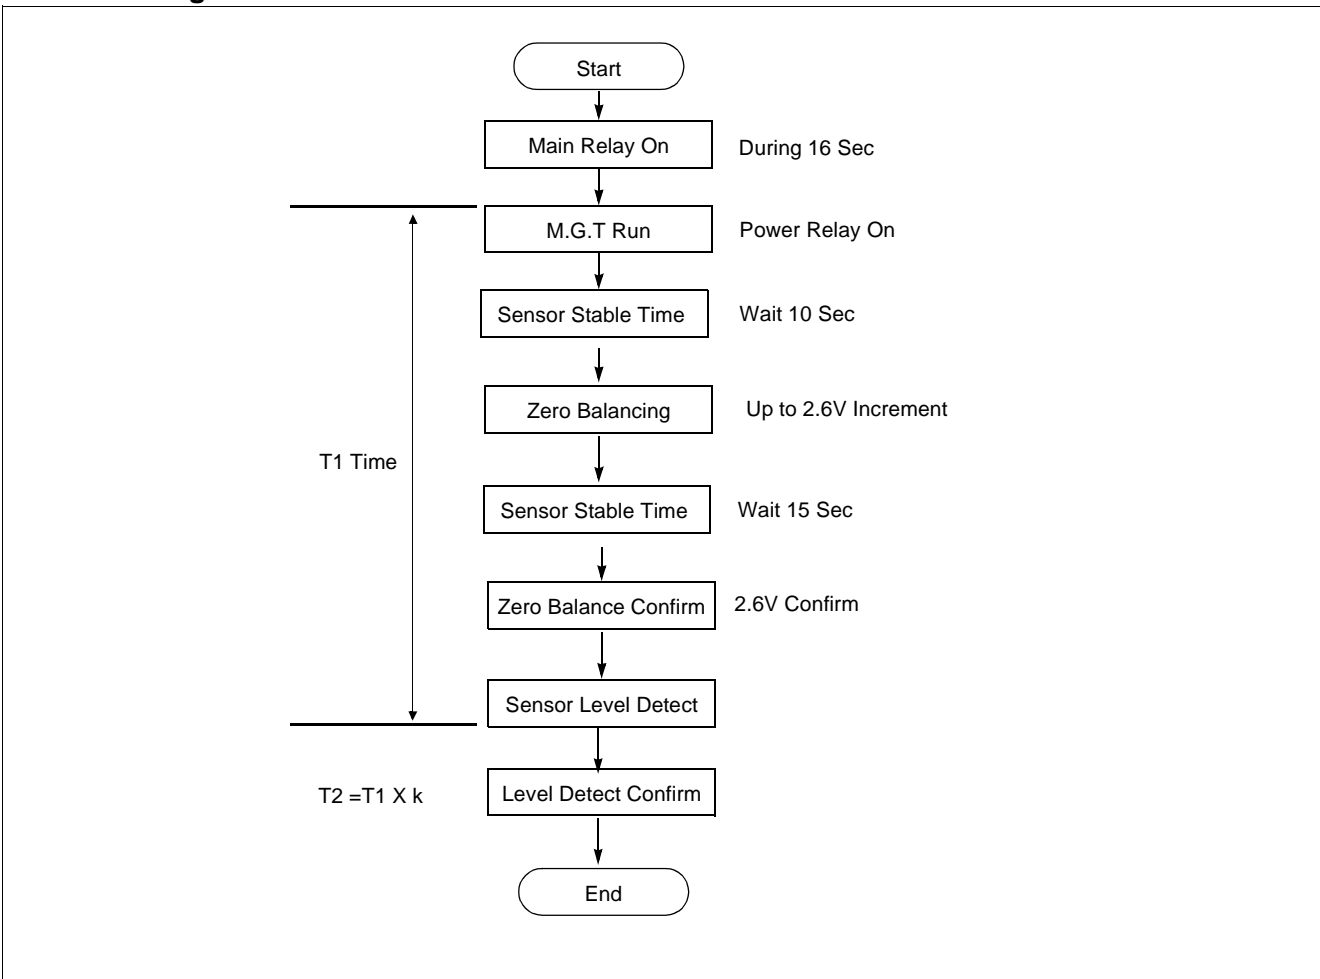 Start
Main Relay On
During 16 Sec
M.G.T Run
Power Relay On
Sensor Stable Time
Wait 10 Sec
Zero Balancing
Up to 2.6V Increment
T1 Time
Sensor Stable Time
Wait 15 Sec
Zero Balance Confirm
2.6V Confirm
Sensor Level Detect
T2 =T1 X k
Level Detect Confirm
End